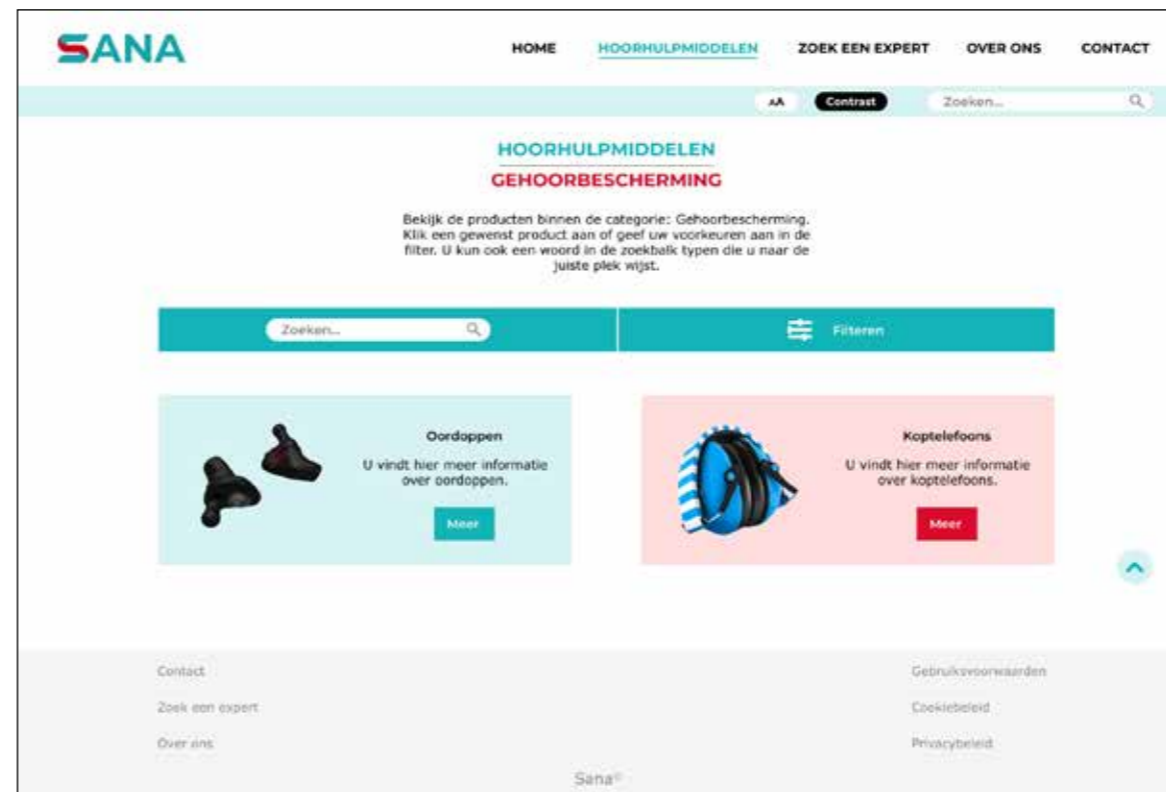 SANA
HOME HOORHULPMIDDELEN ZOEK EEN EXPERT OVER ONS CONTACT
AA Contrast Zoeken...
HOORHULPMIDDELEN
GEHOORBESCHERMING
Bekijk de producten binnen de categorie: Gehoorbescherming.
Klik een gewenst product aan of geef uw voorkeuren aan in de
filter. U kun ook een woord in de zoekbalk typen die u naar de
juiste plek wijst.
Zoeken... Filteren
Oordoppen
U vindt hier meer informatie
over oordoppen.
Meer
Koptelefoons
U vindt hier meer informatie
over koptelefoons.
Meer
Contact
Zoek een expert
Over ons
Gebruiksvoorwaarden
Cookiebeleid
Privacybeleid
Sana©